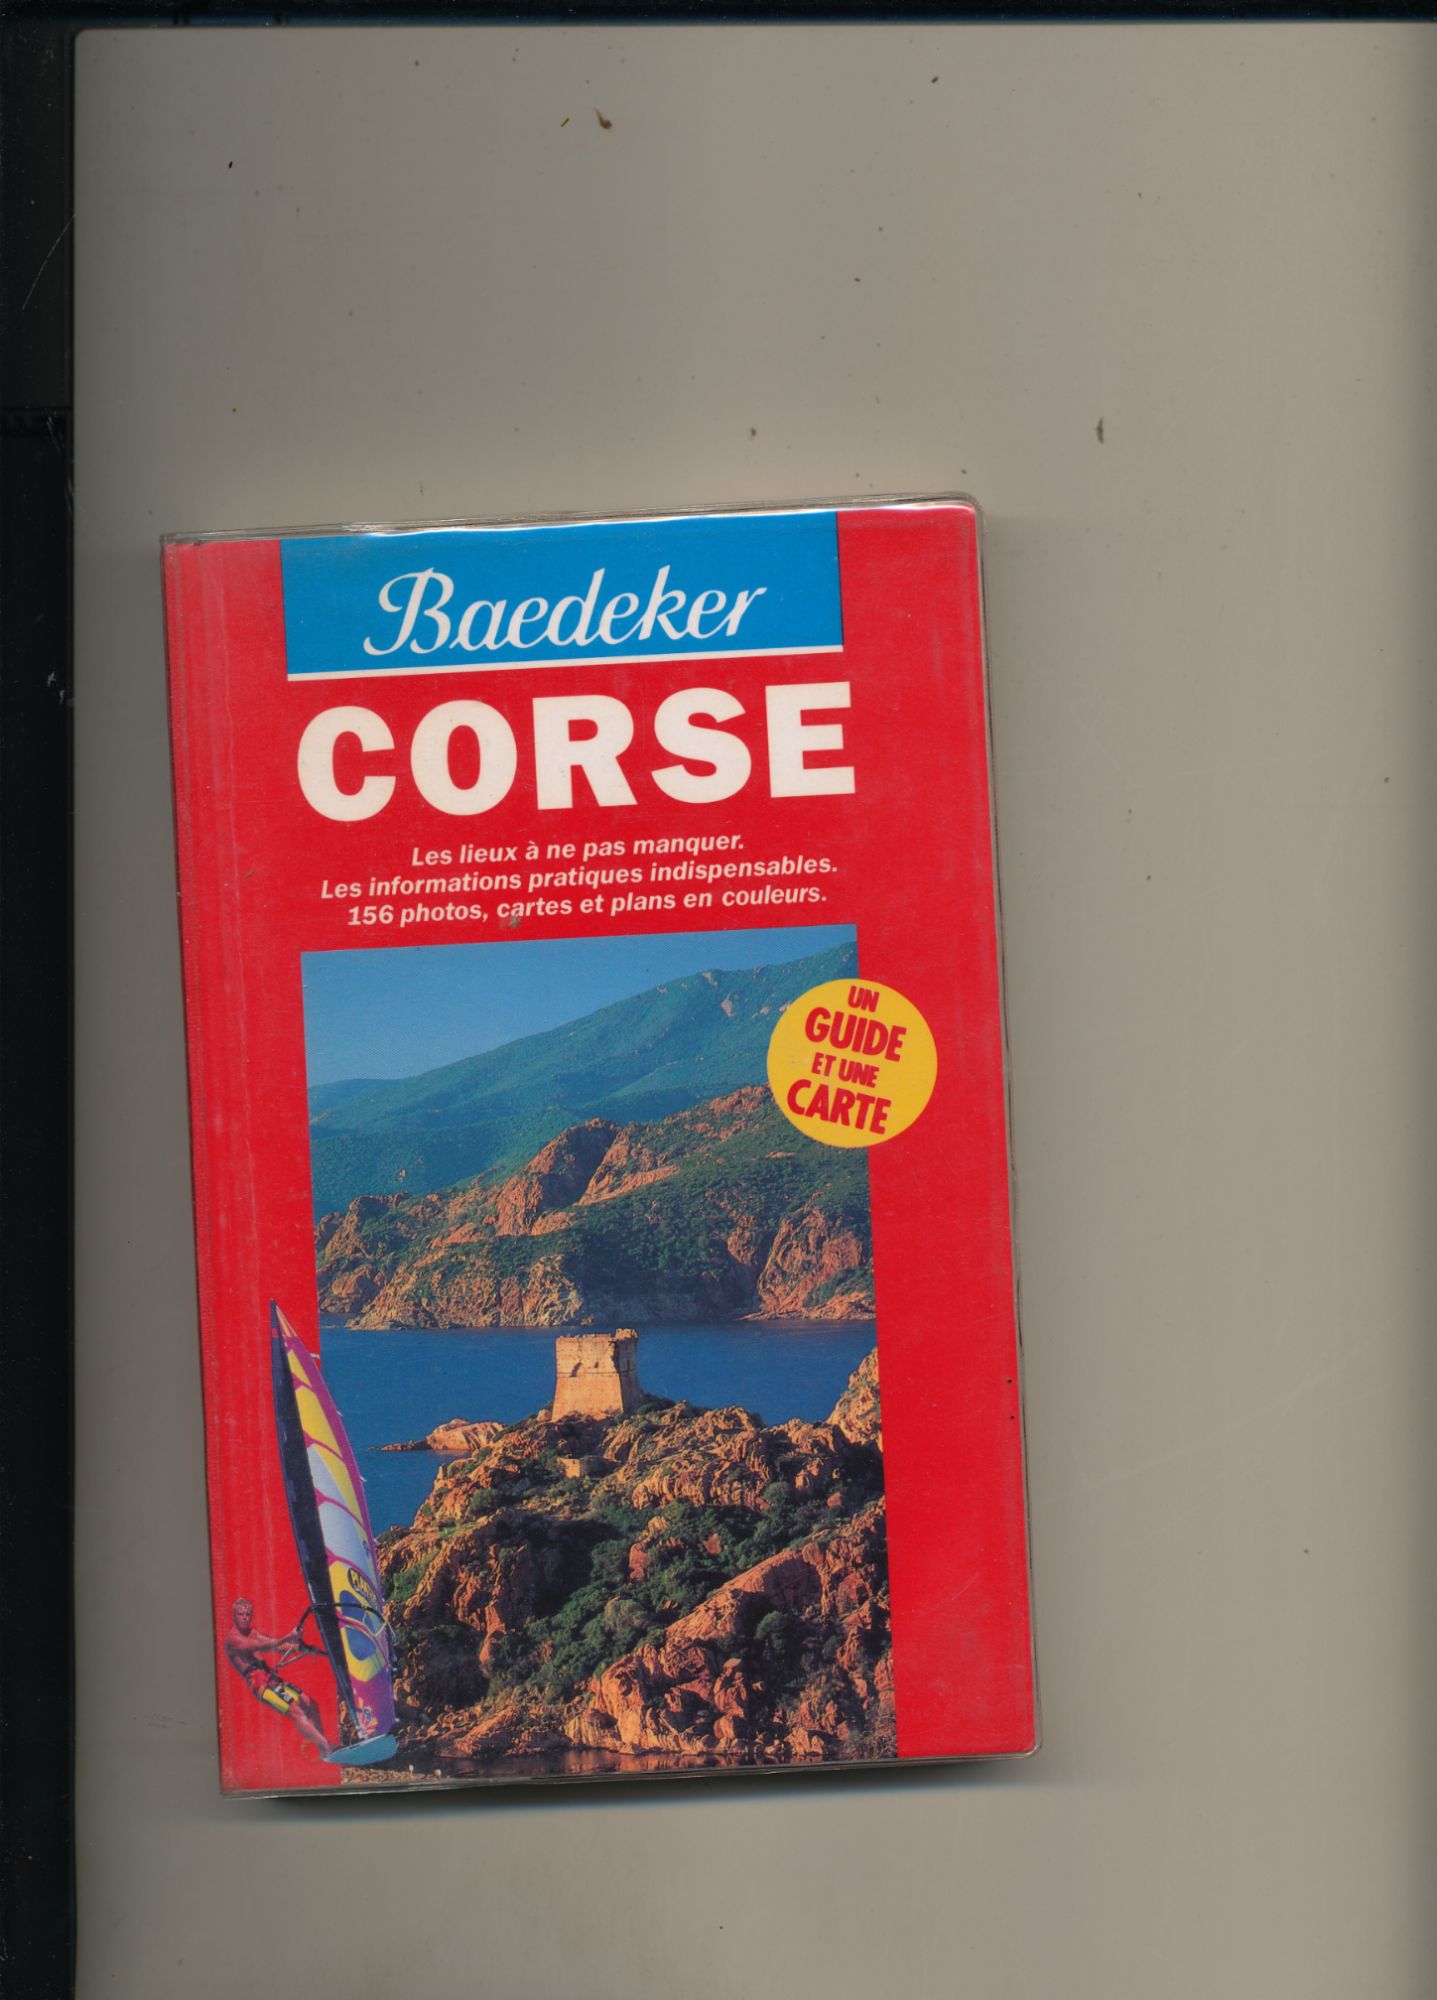 Baedeker
CORSE
Les lieux à ne pas manquer.
Les informations pratiques indispensables.
156 photos, cartes et plans en couleurs.
UN
GUIDE
ET UNE
CARTE